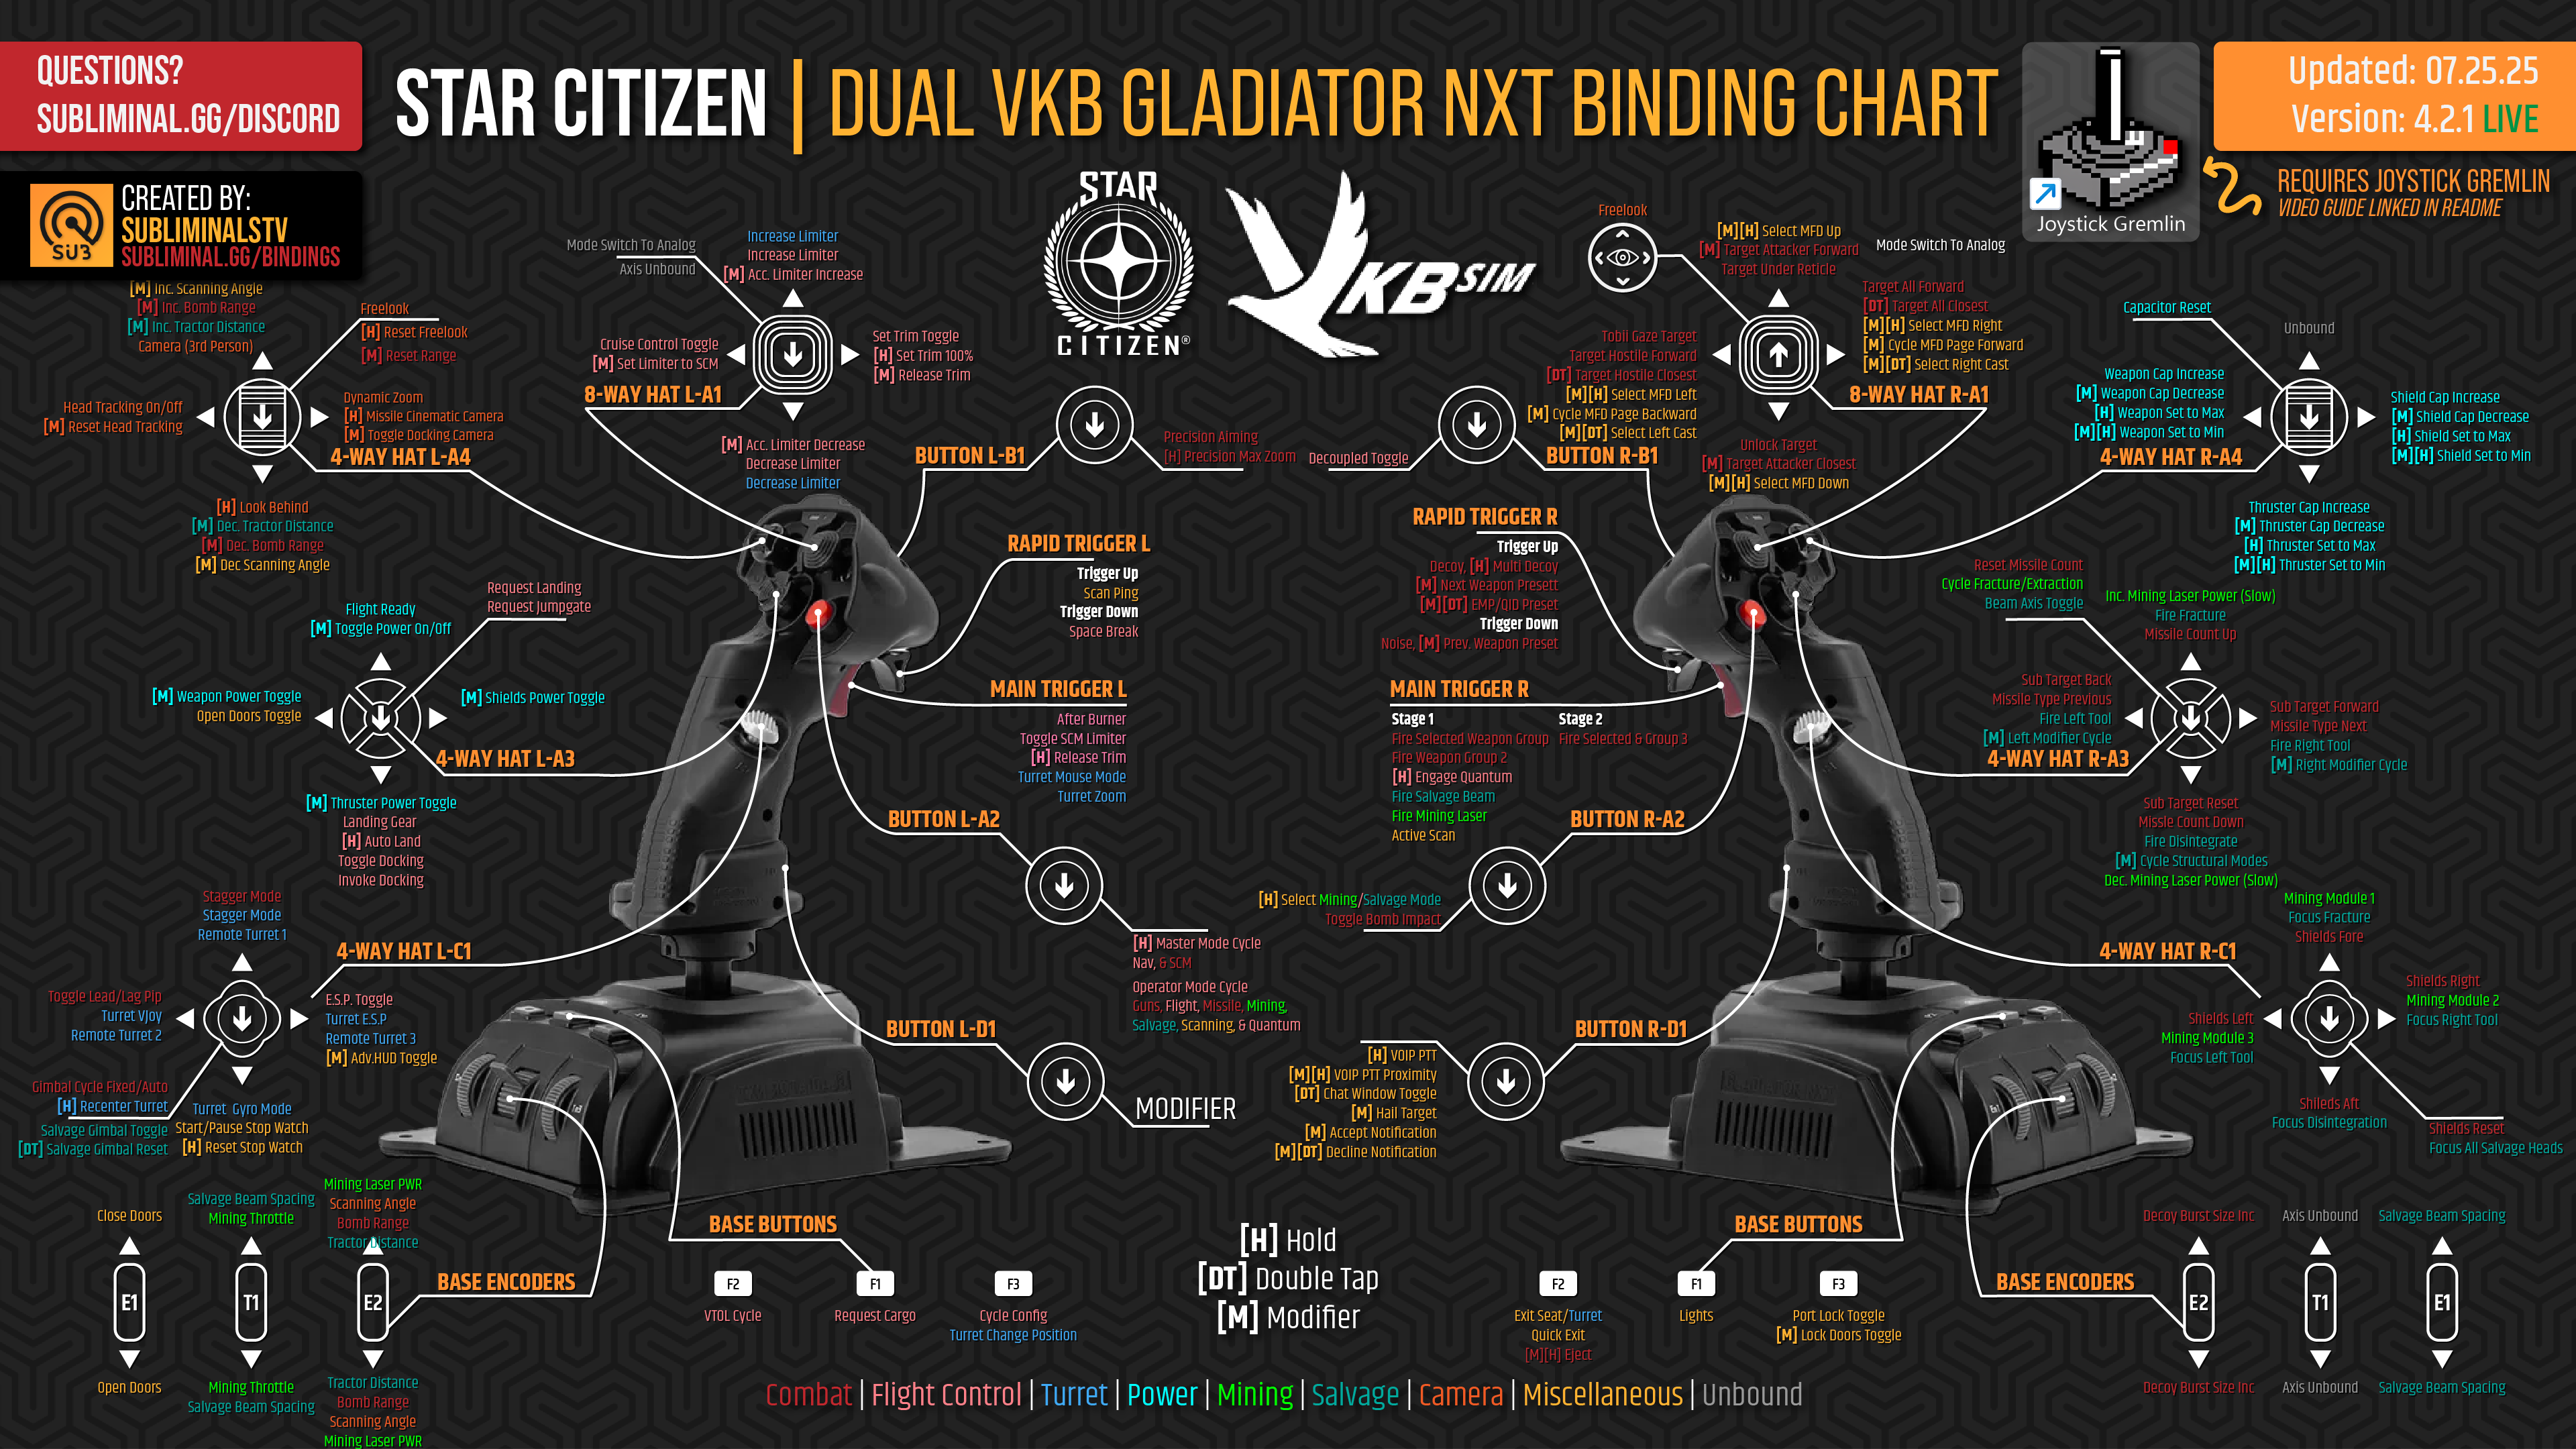 QUESTIONS?
SUBLIMINAL.GG/DISCORD
STAR CITIZEN | DUAL VKB GLADIATOR NXT BINDING CHART
Joystick Gremlin
Updated: 07.25.25
Version: 4.2.1 LIVE
REQUIRES JOYSTICK GREMLIN
VIDEO GUIDE LINKED IN README
SUB
CREATED BY:
SUBLIMINALSTV
SUBLIMINAL.GG/BINDINGS
STAR
CITIZEN®
VKB SIM
[M] Inc. Scanning Angle
[M] Inc. Bomb Range
[M] Inc. Tractor Distance
Camera (3rd Person)
Freelook
[H] Reset Freelook
[M] Reset Range
Head Tracking On/Off
[M] Reset Head Tracking
Dynamic Zoom
[H] Missile Cinematic Camera
[M] Toggle Docking Camera
4-WAY HAT L-A4
[H] Look Behind
[M] Dec. Tractor Distance
[M] Dec. Bomb Range
[M] Dec Scanning Angle
Mode Switch To Analog
Axis Unbound
Increase Limiter
Increase Limiter
[M] Acc. Limiter Increase
Cruise Control Toggle
[M] Set Limiter to SCM
Set Trim Toggle
[H] Set Trim 100%
[M] Release Trim
8-WAY HAT L-A1
[M] Acc. Limiter Decrease
Decrease Limiter
Decrease Limiter
BUTTON L-B1
Precision Aiming
[H] Precision Max Zoom
Decoupled Toggle
BUTTON R-B1
Freelook
[M][H] Select MFD Up
[M] Target Attacker Forward
Target Under Reticle
Mode Switch To Analog
Target All Forward
[DT] Target All Closest
[M][H] Select MFD Right
[M] Cycle MFD Page Forward
[M][DT] Select Right Cast
Tobii Gaze Target
Target Hostile Forward
[DT] Target Hostile Closest
[M][H] Select MFD Left
[M] Cycle MFD Page Backward
[M][DT] Select Left Cast
8-WAY HAT R-A1
Unlock Target
[M] Target Attacker Closest
[M][H] Select MFD Down
Capacitor Reset
Unbound
Weapon Cap Increase
[M] Weapon Cap Decrease
[H] Weapon Set to Max
[M][H] Weapon Set to Min
Shield Cap Increase
[M] Shield Cap Decrease
[H] Shield Set to Max
[M][H] Shield Set to Min
4-WAY HAT R-A4
Thruster Cap Increase
[M] Thruster Cap Decrease
[H] Thruster Set to Max
[M][H] Thruster Set to Min
Request Landing
Request Jumpgate
Flight Ready
[M] Toggle Power On/Off
[M] Weapon Power Toggle
Open Doors Toggle
[M] Shields Power Toggle
4-WAY HAT L-A3
[M] Thruster Power Toggle
Landing Gear
[H] Auto Land
Toggle Docking
Invoke Docking
RAPID TRIGGER L
Trigger Up
Scan Ping
Trigger Down
Space Break
MAIN TRIGGER L
After Burner
Toggle SCM Limiter
[H] Release Trim
Turret Mouse Mode
Turret Zoom
RAPID TRIGGER R
Trigger Up
Decoy, [H] Multi Decoy
[M] Next Weapon Presett
[M][DT] EMP/QID Preset
Trigger Down
Noise, [M] Prev. Weapon Preset
MAIN TRIGGER R
Stage 1
Fire Selected Weapon Group
Fire Weapon Group 2
[H] Engage Quantum
Fire Salvage Beam
Fire Mining Laser
Active Scan
Stage 2
Fire Selected & Group 3
Reset Missile Count
Cycle Fracture/Extraction
Beam Axis Toggle
Inc. Mining Laser Power (Slow)
Fire Fracture
Missile Count Up
Sub Target Back
Missile Type Previous
Fire Left Tool
[M] Left Modifier Cycle
Sub Target Forward
Missile Type Next
Fire Right Tool
[M] Right Modifier Cycle
4-WAY HAT R-A3
Sub Target Reset
Missle Count Down
Fire Disintegrate
[M] Cycle Structural Modes
Dec. Mining Laser Power (Slow)
BUTTON L-A2
[H] Master Mode Cycle
Nav, & SCM
Operator Mode Cycle
Guns, Flight, Missile, Mining,
Salvage, Scanning, & Quantum
BUTTON R-A2
[H] Select Mining/Salvage Mode
Toggle Bomb Impact
Stagger Mode
Stagger Mode
Remote Turret 1
4-WAY HAT L-C1
Toggle Lead/Lag Pip
Turret VJoy
Remote Turret 2
E.S.P. Toggle
Turret E.S.P
Remote Turret 3
[M] Adv.HUD Toggle
Gimbal Cycle Fixed/Auto
[H] Recenter Turret
Salvage Gimbal Toggle
[DT] Salvage Gimbal Reset
Turret Gyro Mode
Start/Pause Stop Watch
[H] Reset Stop Watch
BUTTON L-D1
MODIFIER
BUTTON R-D1
[H] VOIP PTT
[M][H] VOIP PTT Proximity
[DT] Chat Window Toggle
[M] Hail Target
[M] Accept Notification
[M][DT] Decline Notification
Mining Module 1
Focus Fracture
Shields Fore
4-WAY HAT R-C1
Shields Left
Mining Module 3
Focus Left Tool
Shields Right
Mining Module 2
Focus Right Tool
Shileds Aft
Focus Disintegration
Shields Reset
Focus All Salvage Heads
Close Doors
E1
Open Doors
Salvage Beam Spacing
Mining Throttle
T1
Mining Throttle
Salvage Beam Spacing
Mining Laser PWR
Scanning Angle
Bomb Range
Tractor Distance
E2
Tractor Distance
Bomb Range
Scanning Angle
Mining Laser PWR
BASE ENCODERS
BASE BUTTONS
F2
VTOL Cycle
F1
Request Cargo
F3
Cycle Config
Turret Change Position
[H] Hold
[DT] Double Tap
[M] Modifier
BASE BUTTONS
F2
Exit Seat/Turret
Quick Exit
[M][H] Eject
F1
Lights
F3
Port Lock Toggle
[M] Lock Doors Toggle
BASE ENCODERS
Decoy Burst Size Inc
E2
Decoy Burst Size Inc
Axis Unbound
T1
Axis Unbound
Salvage Beam Spacing
E1
Salvage Beam Spacing
Combat | Flight Control | Turret | Power | Mining | Salvage | Camera | Miscellaneous | Unbound